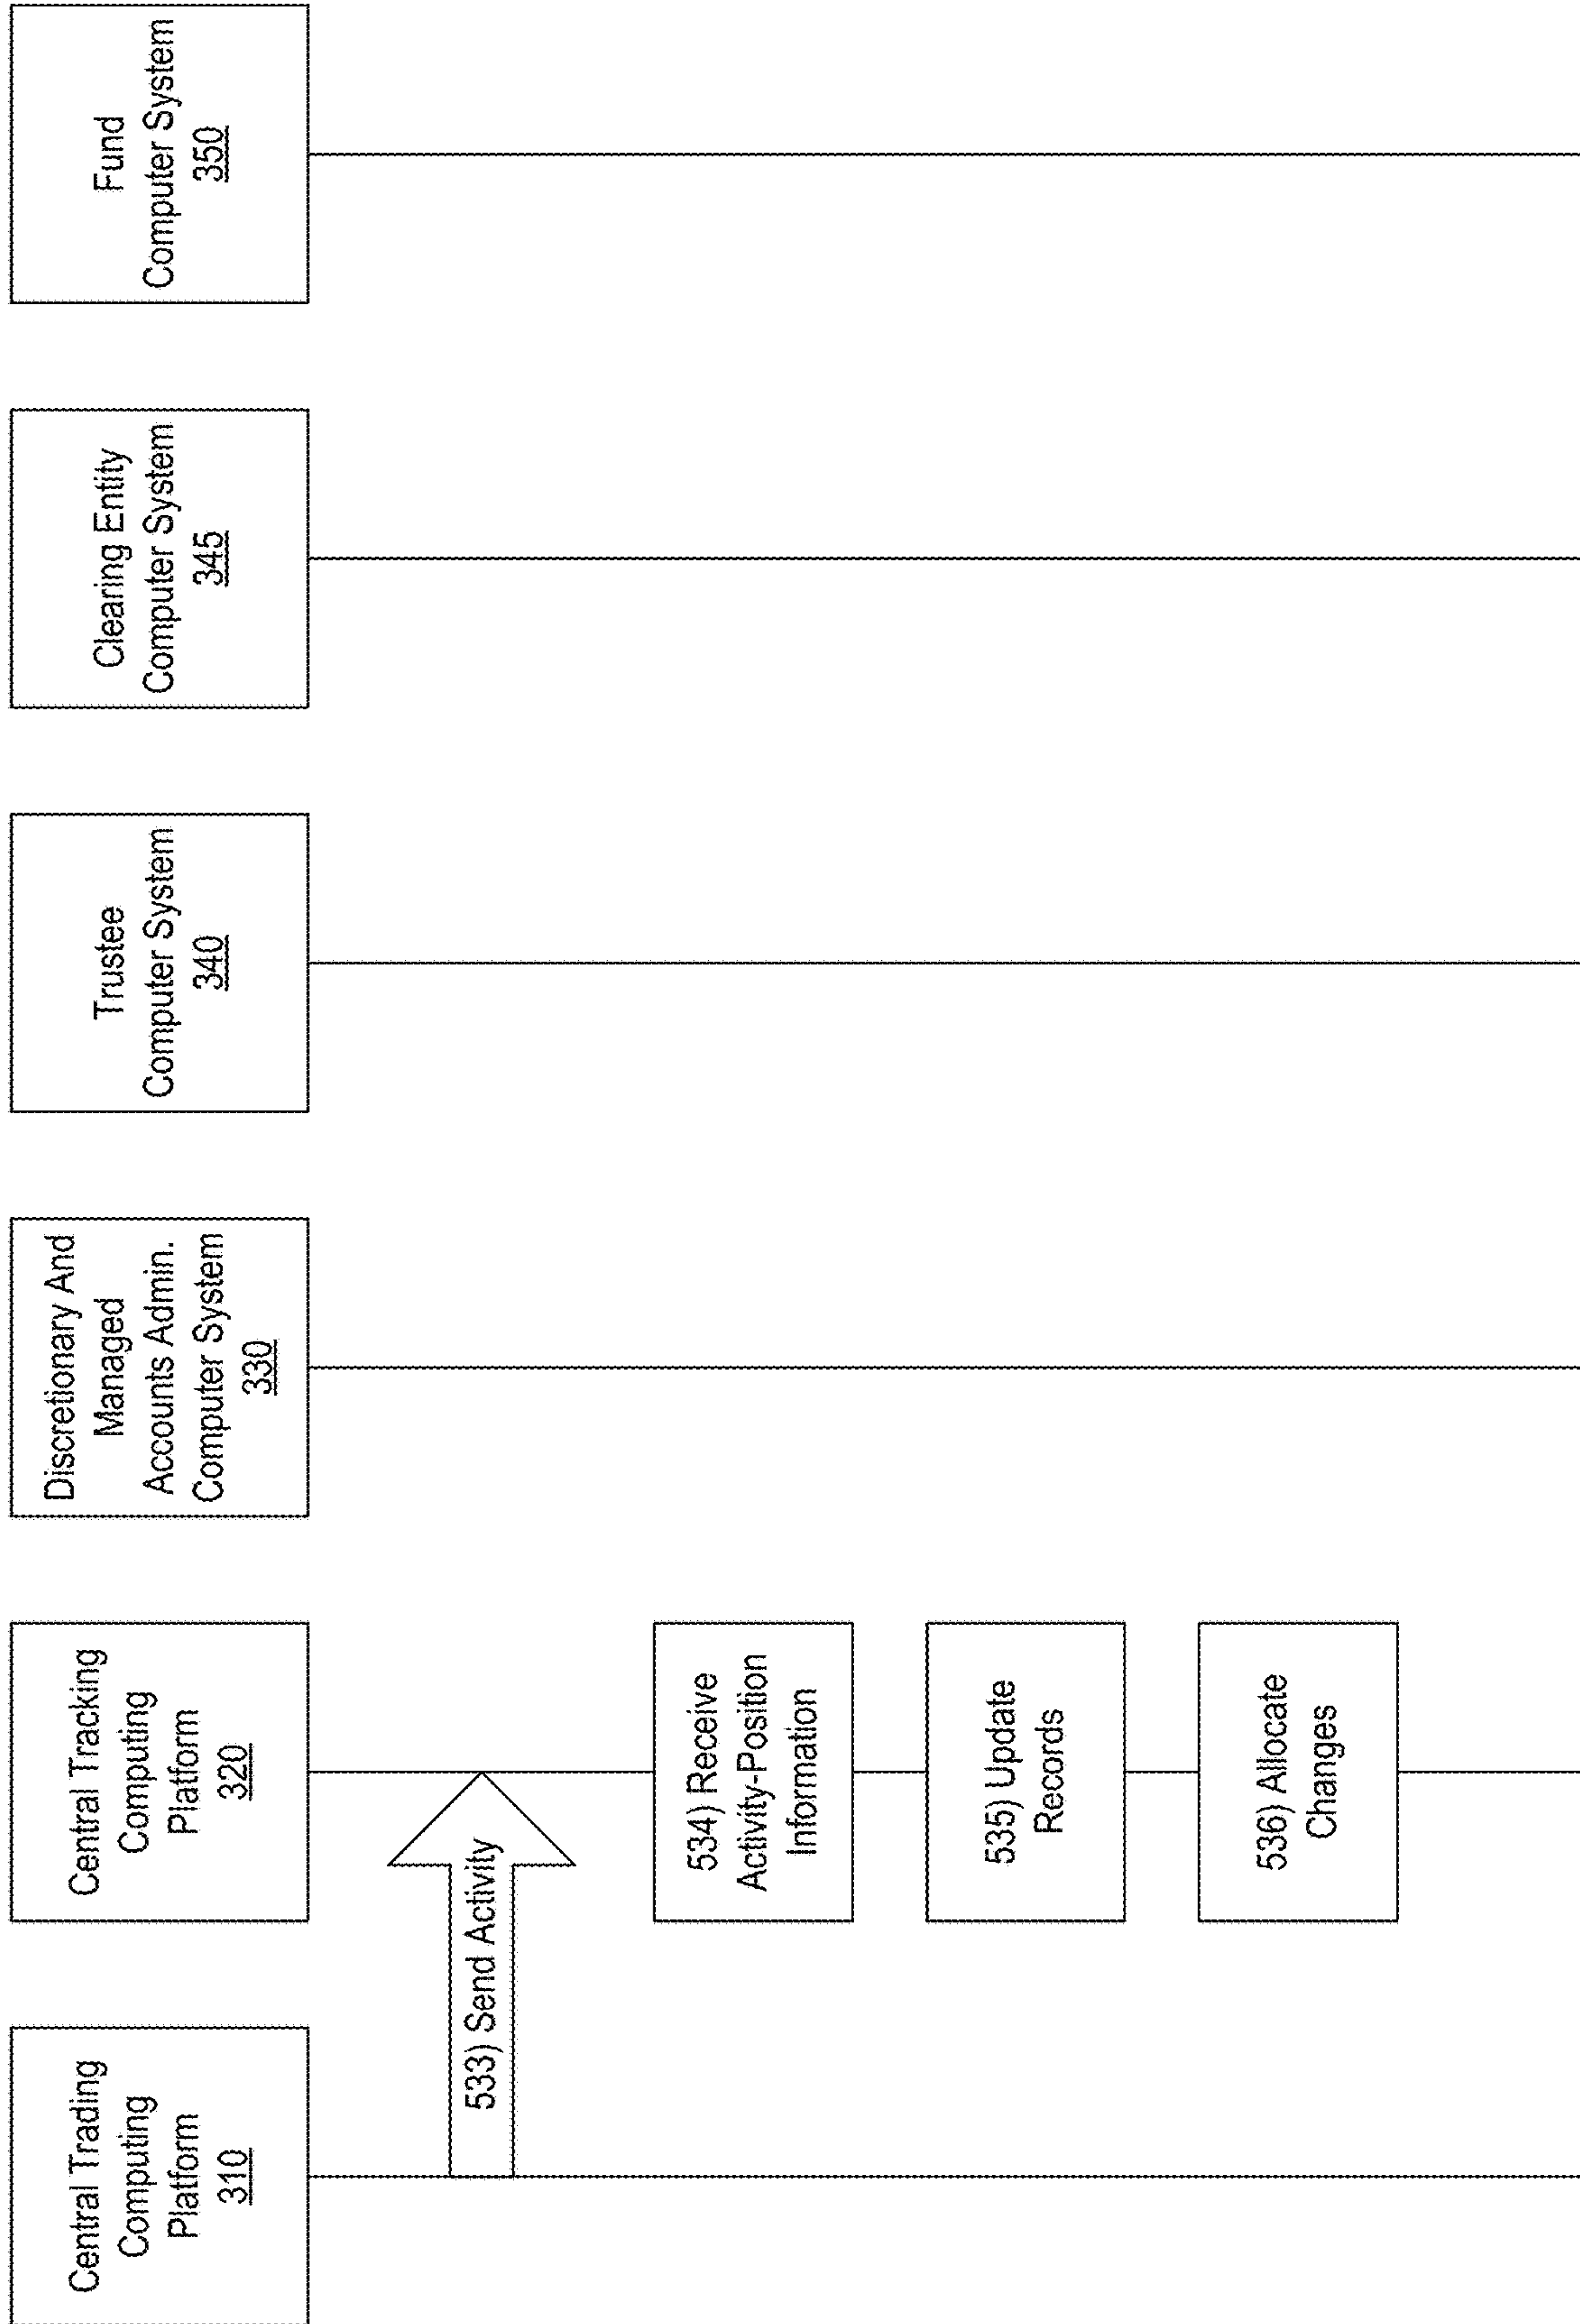 Central Trading
Computing
Platform
310
Central Tracking
Computing
Platform
320
Discretionary And
Managed
Accounts Admin.
Computer System
330
Trustee
Computer System
340
Clearing Entity
Computer System
345
Fund
Computer System
350
533) Send Activity
534) Receive
Activity-Position
Information
535) Update
Records
536) Allocate
Changes